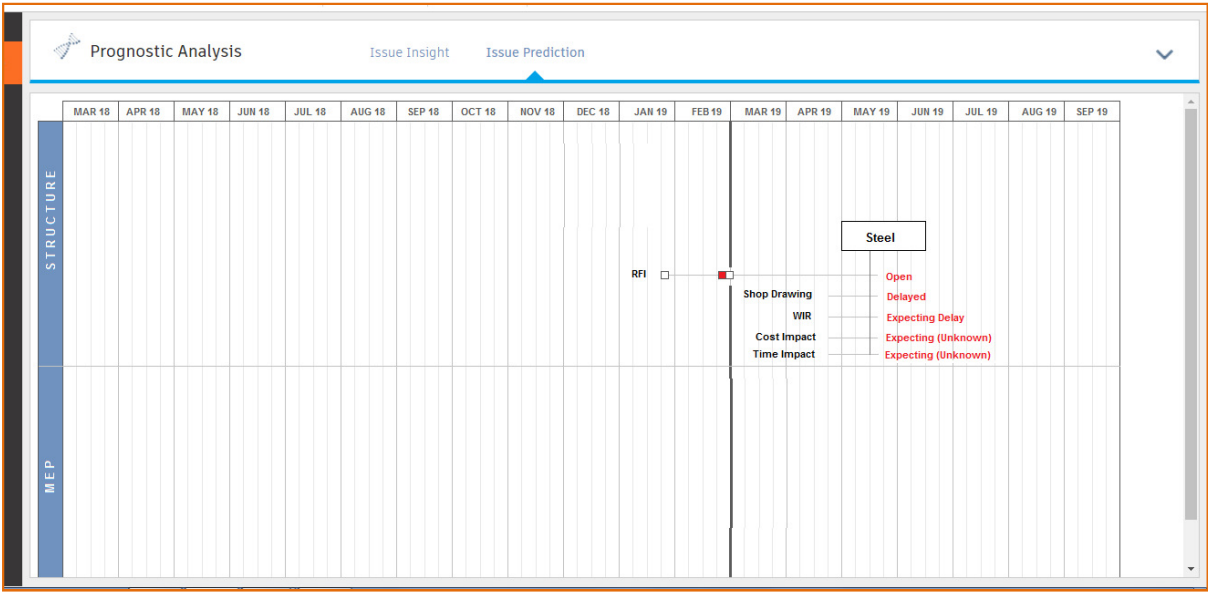 Prognostic Analysis Issue Insight Issue Prediction
MAR 18 APR 18 MAY 18 JUN 18 JUL 18 AUG 18 SEP 18 OCT 18 NOV 18 DEC 18 JAN 19 FEB 19 MAR 19 APR 19 MAY 19 JUN 19 JUL 19 AUG 19 SEP 19
STRUCTURE
Steel
RFI Open
Shop Drawing Delayed
WIR Expecting Delay
Cost Impact Expecting (Unknown)
Time Impact Expecting (Unknown)
MEP